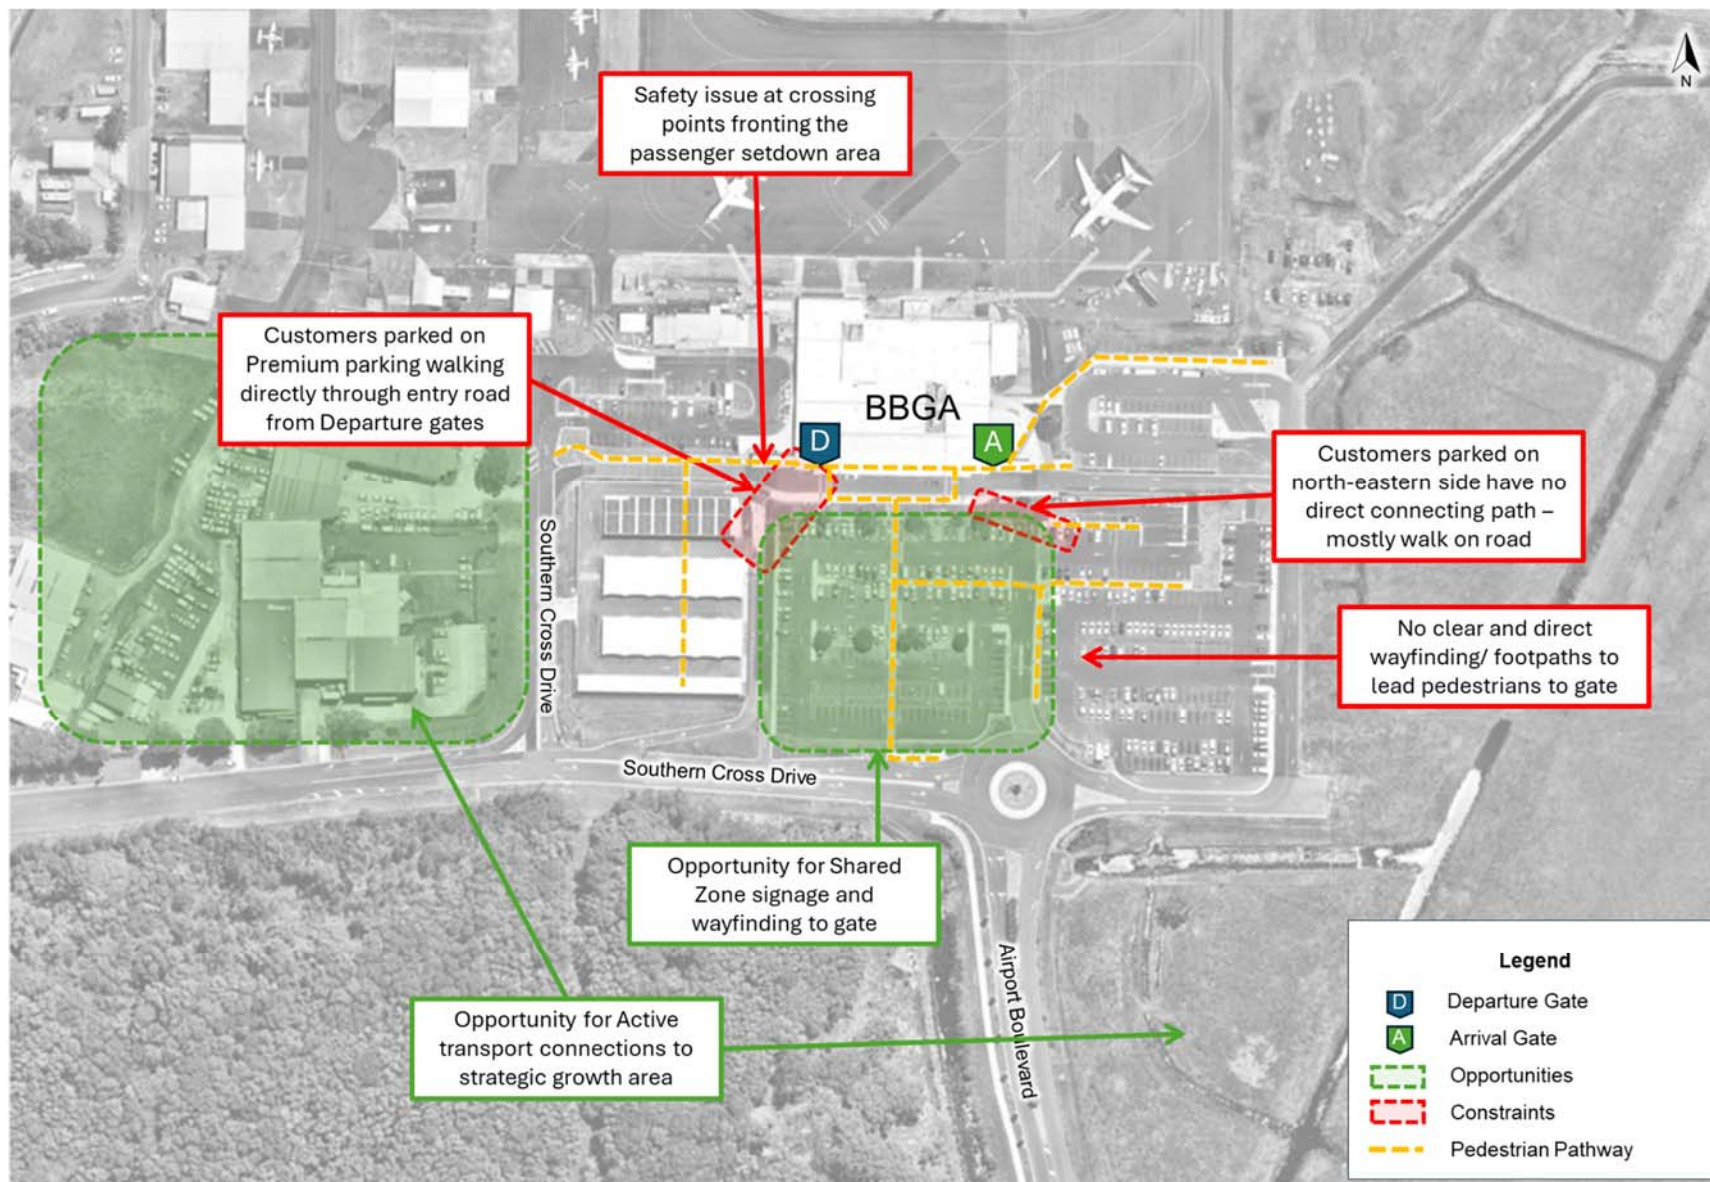 N
Safety issue at crossing
points fronting the
passenger setdown area
Customers parked on
Premium parking walking
directly through entry road
from Departure gates
BBGA
D
A
Customers parked on
north-eastern side have no
direct connecting path –
mostly walk on road
Southern Cross Drive
No clear and direct
wayfinding/ footpaths to
lead pedestrians to gate
Southern Cross Drive
Opportunity for Shared
Zone signage and
wayfinding to gate
Airport Boulevard
Opportunity for Active
transport connections to
strategic growth area
Legend
D Departure Gate
A Arrival Gate
Opportunities
Constraints
Pedestrian Pathway